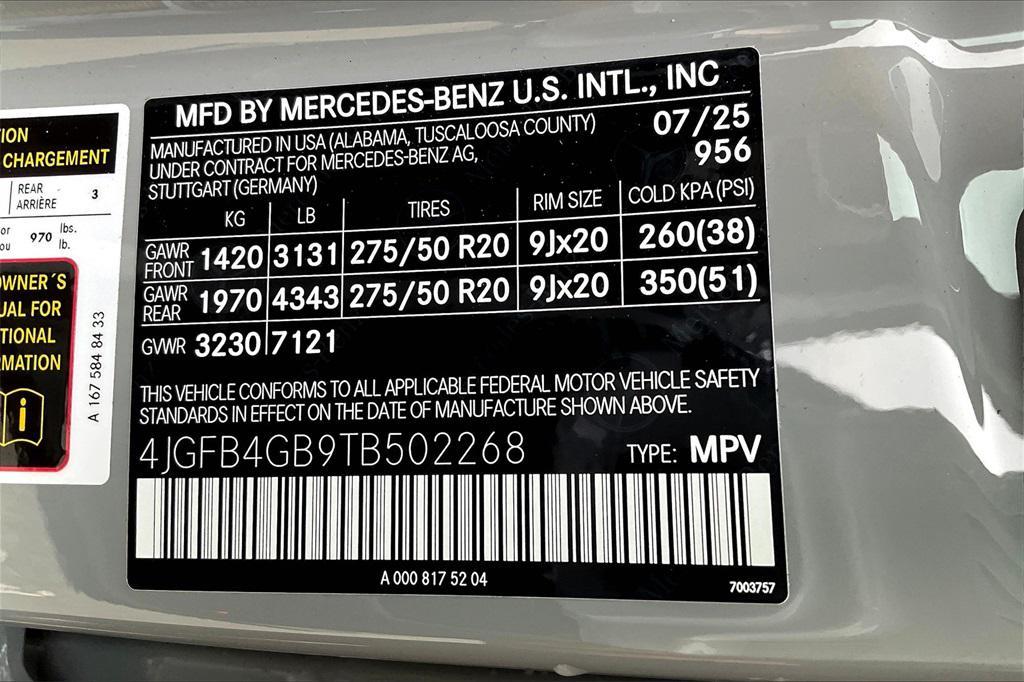 TION
CHARGEMENT
REAR
ARRIÈRE
3
or
ou
970
lbs.
lb.
OWNER´S
UAL FOR
TIONAL
RMATION
A 167 584 84 33
MFD BY MERCEDES-BENZ U.S. INTL., INC
MANUFACTURED IN USA (ALABAMA, TUSCALOOSA COUNTY)
UNDER CONTRACT FOR MERCEDES-BENZ AG,
STUTTGART (GERMANY)
07/25
956
KG LB TIRES RIM SIZE COLD KPA (PSI)
GAWR FRONT 1420 3131 275/50 R20 9Jx20 260(38)
GAWR REAR 1970 4343 275/50 R20 9Jx20 350(51)
GVWR 3230 7121
THIS VEHICLE CONFORMS TO ALL APPLICABLE FEDERAL MOTOR VEHICLE SAFETY
STANDARDS IN EFFECT ON THE DATE OF MANUFACTURE SHOWN ABOVE.
4JGFB4GB9TB502268 TYPE: MPV
A 000 817 52 04
7003757